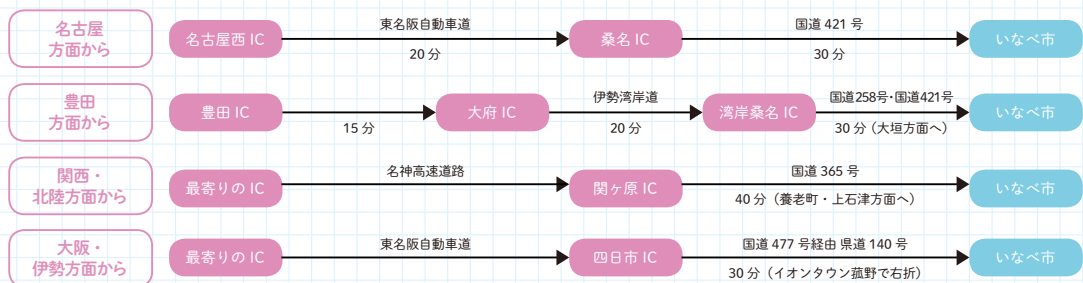 名古屋
方面から
名古屋西 IC
東名阪自動車道
20 分
桑名 IC
国道 421 号
30 分
いなべ市
豊田
方面から
豊田 IC
15 分
大府 IC
伊勢湾岸道
20 分
湾岸桑名 IC
国道258号・国道421号
30 分（大垣方面へ）
いなべ市
関西・
北陸方面から
最寄りの IC
名神高速道路
関ヶ原 IC
国道 365 号
40 分（養老町・上石津方面へ）
いなべ市
大阪・
伊勢方面から
最寄りの IC
東名阪自動車道
四日市 IC
国道 477 号経由 県道 140 号
30 分（イオンタウン菰野で右折）
いなべ市